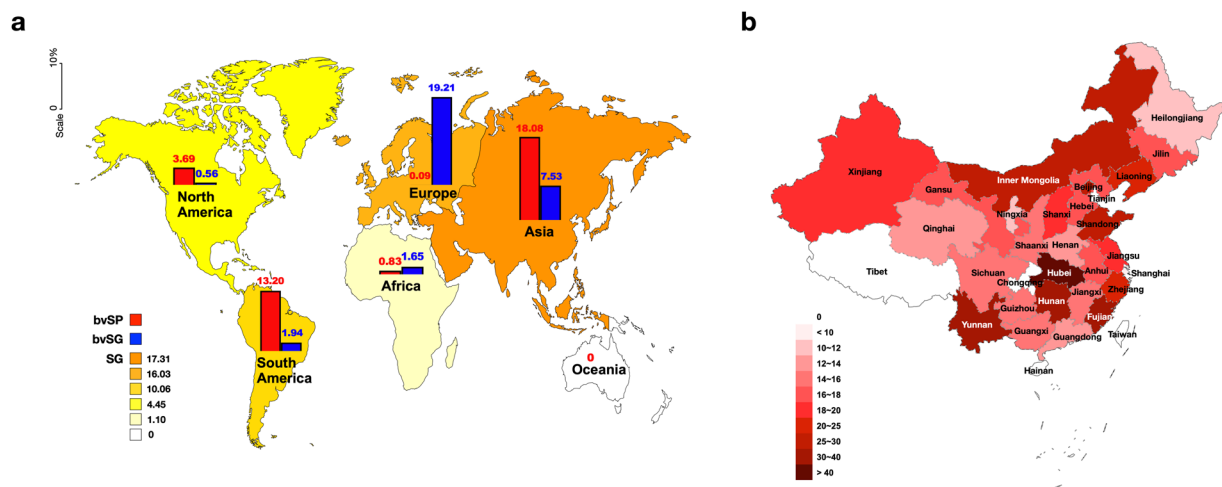 a
10%
0
Scale
3.69
0.56
North
America
0.09
19.21
Europe
18.08
7.53
Asia
0.83
1.65
Africa
13.20
1.94
South
America
0
Oceania
bvSP
bvSG
SG
17.31
16.03
10.06
4.45
1.10
0
b
Heilongjiang
Jilin
Liaoning
Inner Mongolia
Beijing
Tianjin
Hebei
Xinjiang
Gansu
Ningxia
Shanxi
Shandong
Qinghai
Shaanxi
Henan
Jiangsu
Tibet
Sichuan
Chongqing
Hubei
Anhui
Shanghai
Zhejiang
Hunan
Jiangxi
Guizhou
Fujian
Yunnan
Guangxi
Guangdong
Taiwan
Hainan
0
< 10
10~12
12~14
14~16
16~18
18~20
20~25
25~30
30~40
> 40